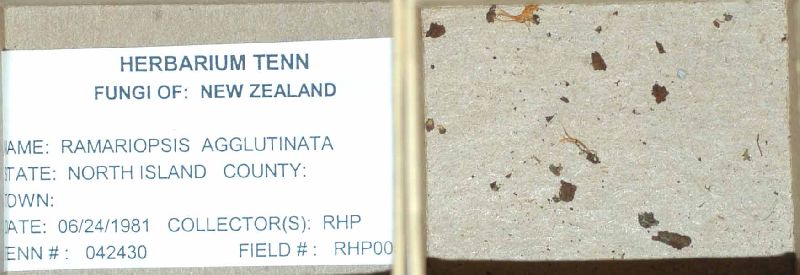 HERBARIUM TENN
FUNGI OF: NEW ZEALAND
AME: RAMARIOPSIS AGGLUTINATA
TATE: NORTH ISLAND COUNTY:
OWN:
ATE: 06/24/1981 COLLECTOR(S): RHP
ENN #: 042430 FIELD #: RHP00